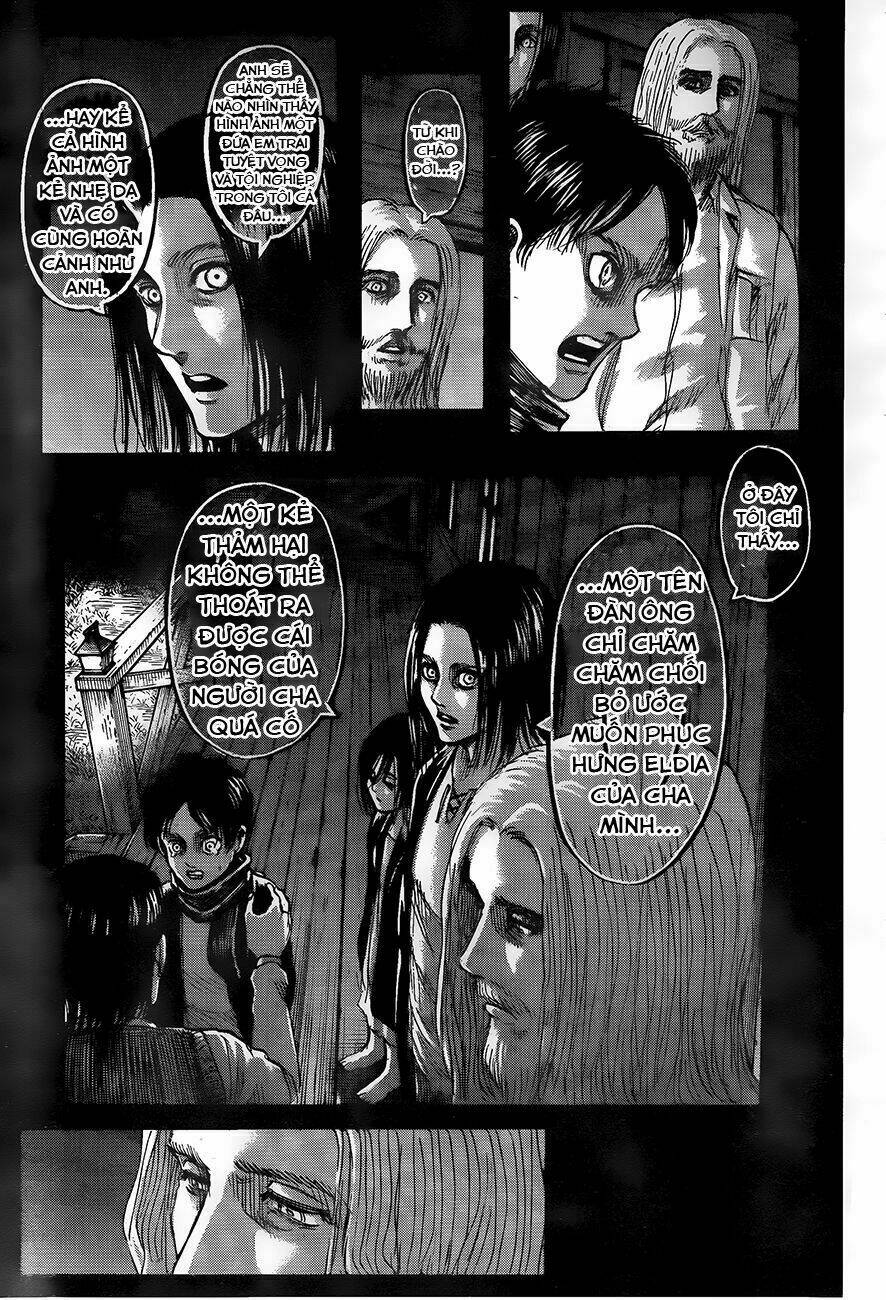 TỪ KHI
CHÀO
ĐỜI...?
ANH SẼ
CHẲNG THỂ
NÀO NHÌN THẤY
HÌNH ẢNH MỘT
ĐỨA EM TRAI
TUYỆT VỌNG
VÀ TỘI NGHIỆP
TRONG TÔI CẢ
ĐÂU...
...HAY KỂ
CẢ HÌNH
ẢNH MỘT
KẺ NHẸ DẠ
VÀ CÓ
CÙNG HOÀN
CẢNH NHƯ
ANH.
Ở ĐÂY
TÔI CHỈ
THẤY...
...MỘT TÊN
ĐÀN ÔNG
CHỈ CHĂM
CHĂM CHỐI
BỎ ƯỚC
MUỐN PHỤC
HƯNG ELDIA
CỦA CHA
MÌNH...
...MỘT KẺ
THẢM HẠI
KHÔNG THỂ
THOÁT RA
ĐƯỢC CÁI
BÓNG CỦA
NGƯỜI CHA
QUÁ CỐ